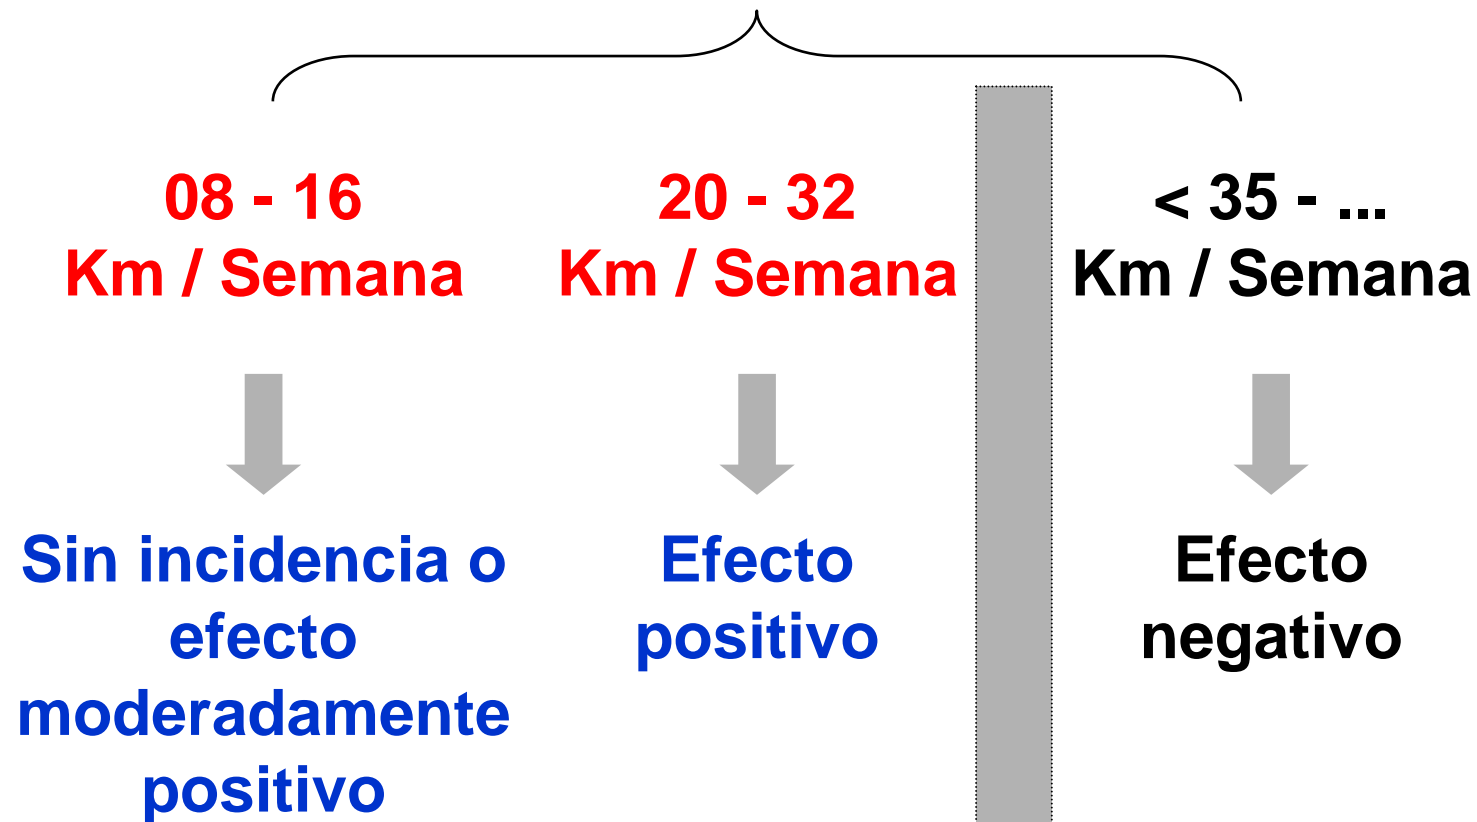 08 - 16
Km / Semana
20 - 32
Km / Semana
< 35 - ...
Km / Semana
Sin incidencia o
efecto
moderadamente
positivo
Efecto
positivo
Efecto
negativo